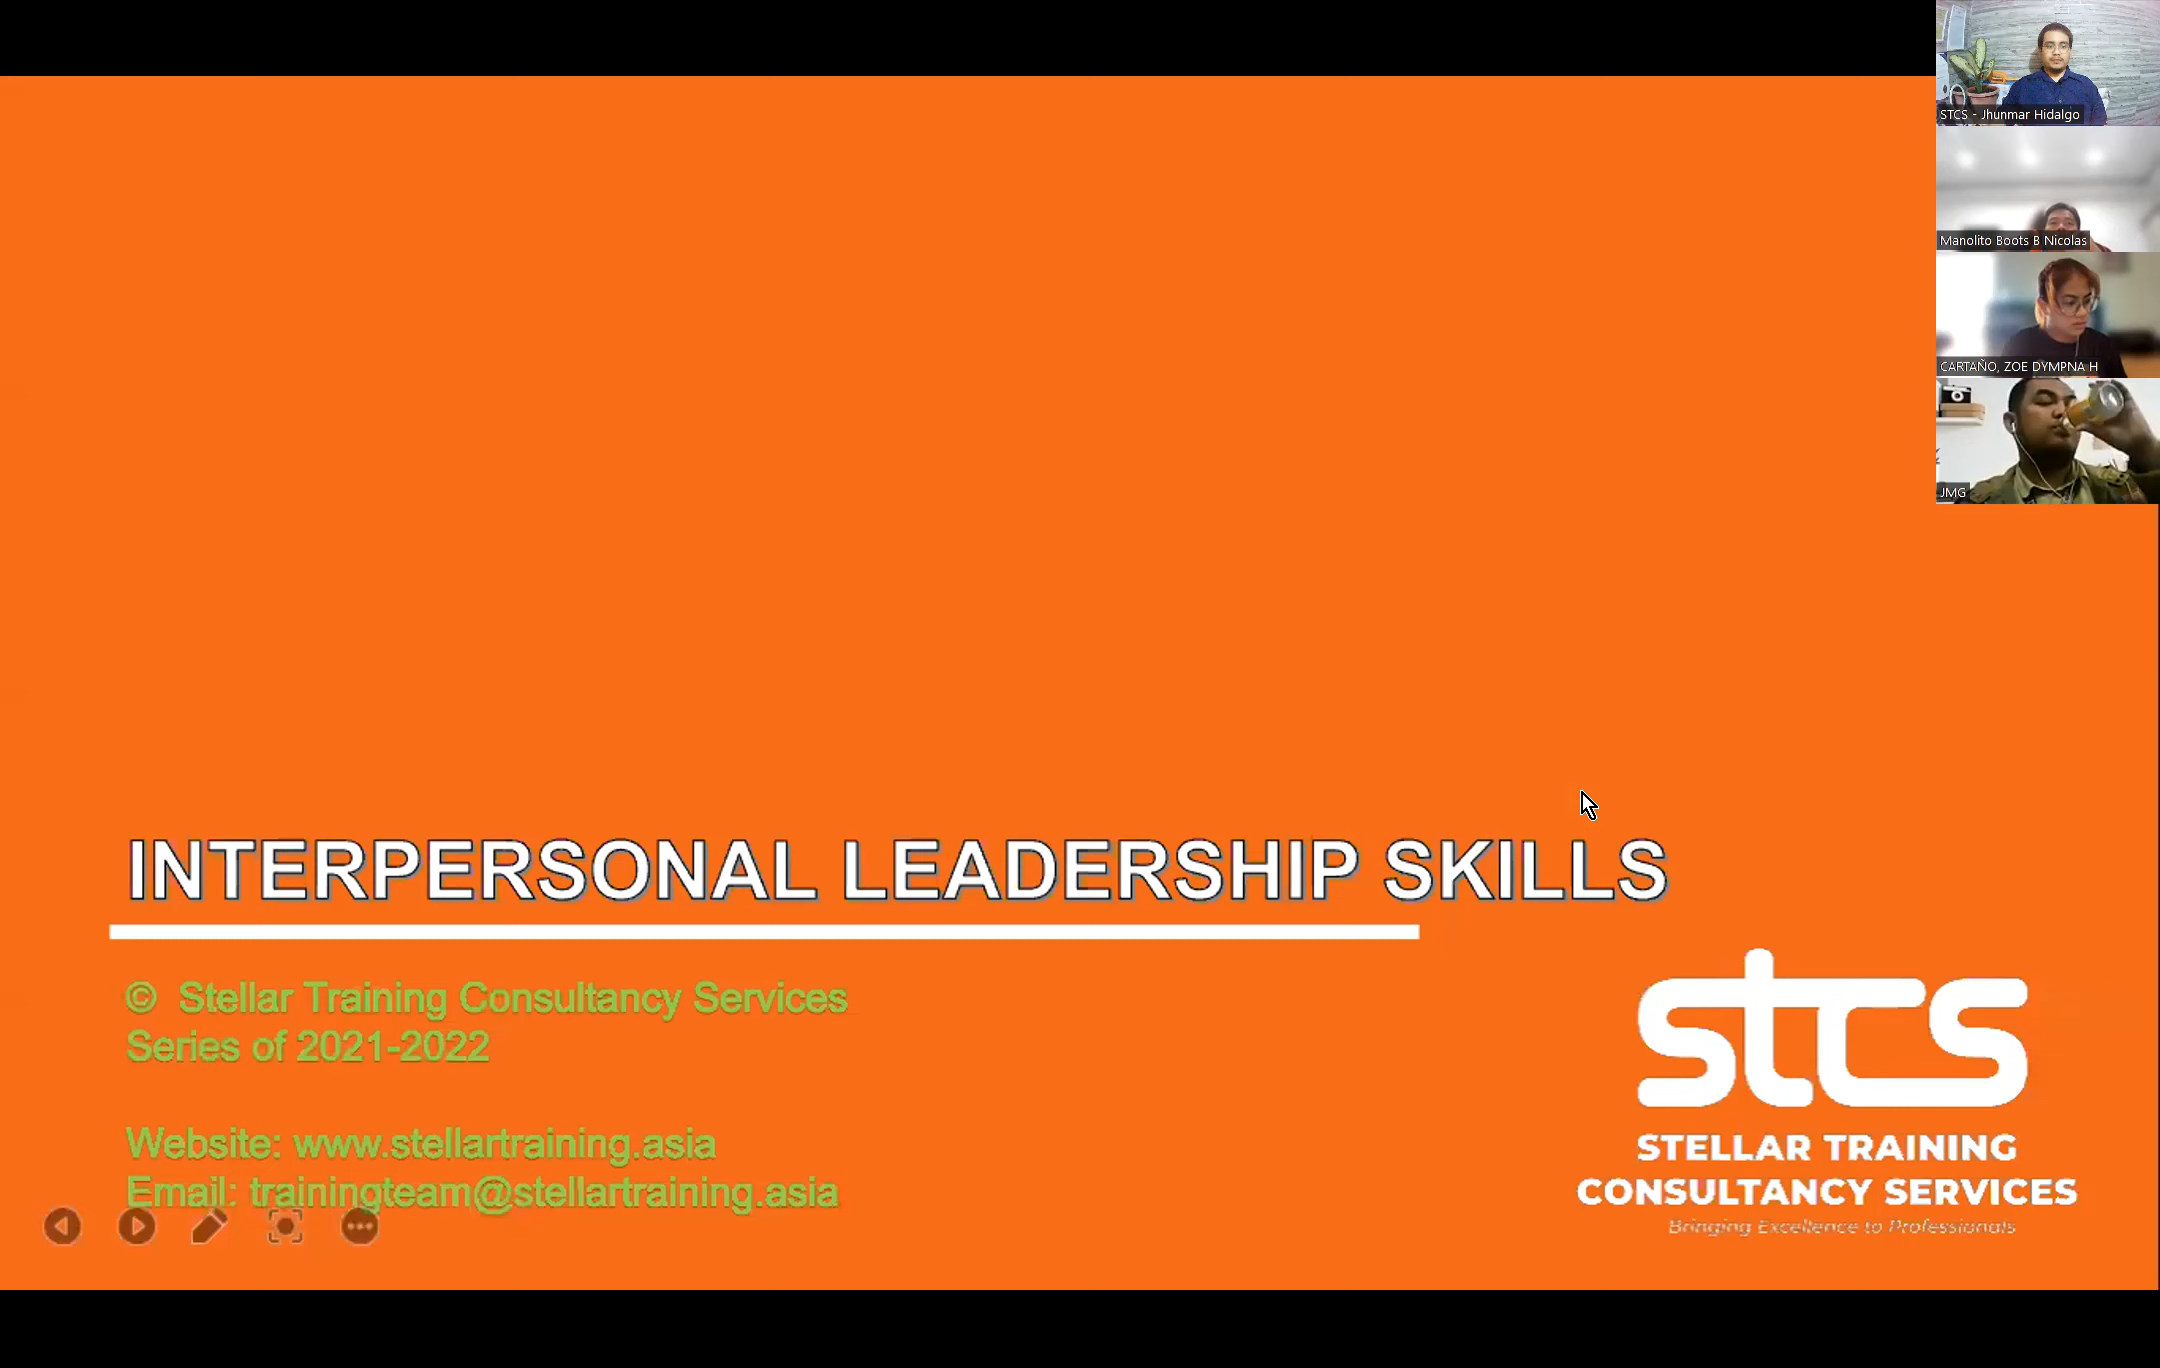 STCS - Jhunmar Hidalgo
Manolito Boots B Nicolas
CARTAÑO, ZOE DYMPNA H
JMG
INTERPERSONAL LEADERSHIP SKILLS
© Stellar Training Consultancy Services
Series of 2021-2022
Website: www.stellartraining.asia
Email: trainingteam@stellartraining.asia
stcs
STELLAR TRAINING
CONSULTANCY SERVICES
Bringing Excellence to Professionals